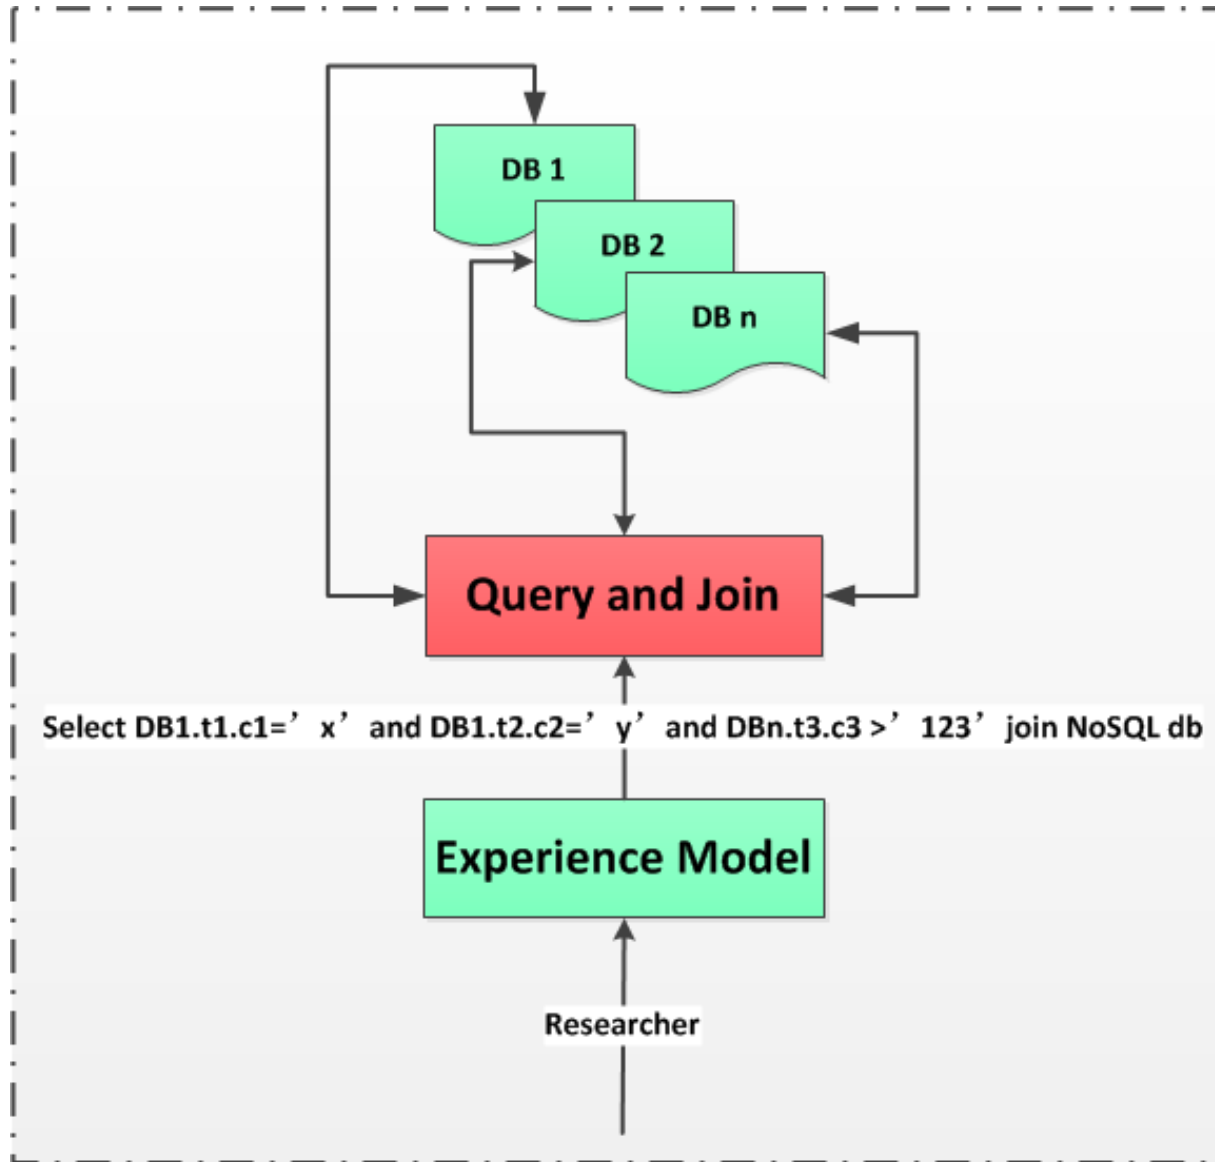 DB 1
DB 2
DB n
Query and Join
Select DB1.t1.c1=’ x’ and DB1.t2.c2=’ y’ and DBn.t3.c3 >’ 123’ join NoSQL db
Experience Model
Researcher